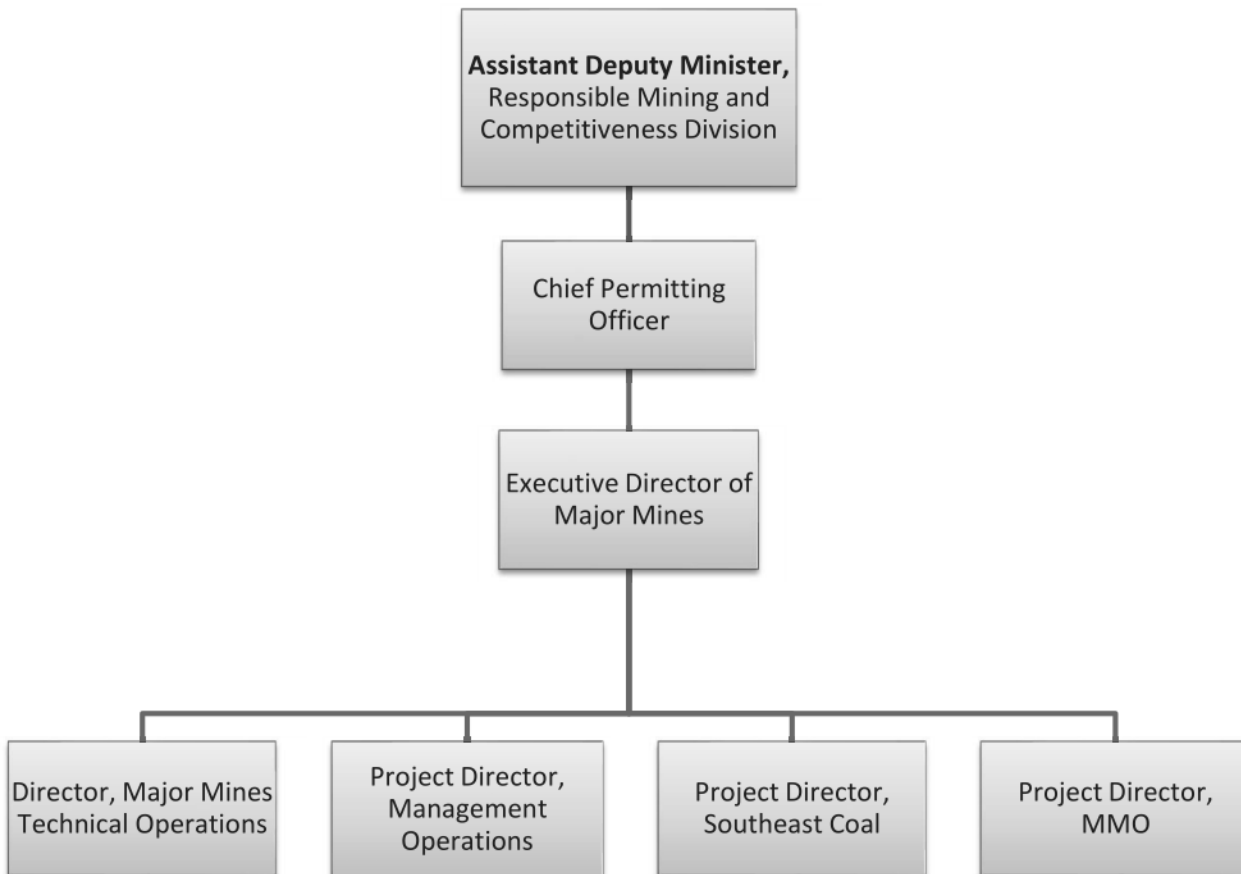 Assistant Deputy Minister,
Responsible Mining and
Competitiveness Division
Chief Permitting
Officer
Executive Director of
Major Mines
Director, Major Mines
Technical Operations
Project Director,
Management
Operations
Project Director,
Southeast Coal
Project Director,
MMO